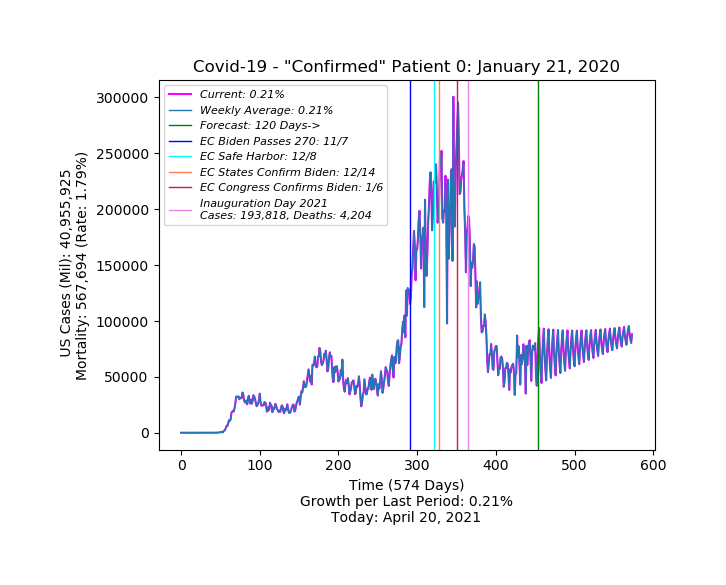 Covid-19 - "Confirmed" Patient 0: January 21, 2020
Current: 0.21%
Weekly Average: 0.21%
Forecast: 120 Days->
EC Biden Passes 270: 11/7
EC Safe Harbor: 12/8
EC States Confirm Biden: 12/14
EC Congress Confirms Biden: 1/6
Inauguration Day 2021
Cases: 193,818, Deaths: 4,204
US Cases (Mil): 40,955,925
Mortality: 567,694 (Rate: 1.79%)
300000
250000
200000
150000
100000
50000
0
0 100 200 300 400 500 600
Time (574 Days)
Growth per Last Period: 0.21%
Today: April 20, 2021